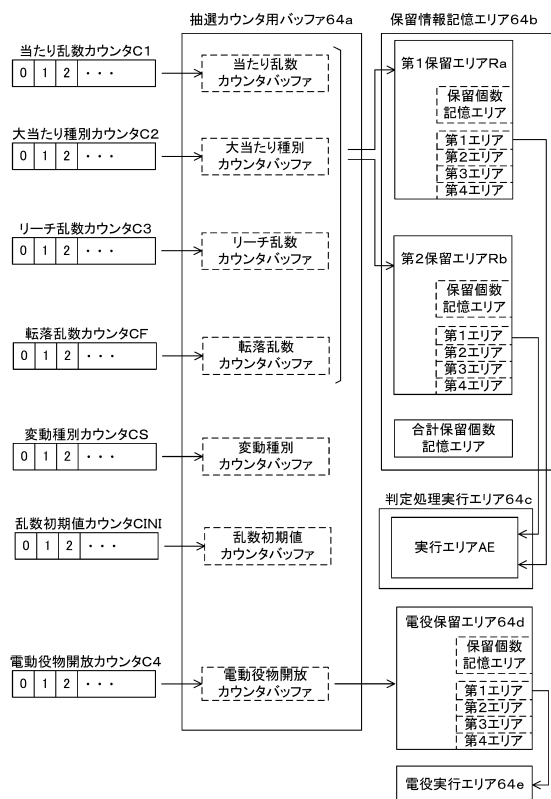 抽選カウンタ用バッファ64a
保留情報記憶エリア64b
当たり乱数カウンタC1
0 1 2 ・・・
当たり乱数
カウンタバッファ
大当たり種別カウンタC2
0 1 2 ・・・
大当たり種別
カウンタバッファ
リーチ乱数カウンタC3
0 1 2 ・・・
リーチ乱数
カウンタバッファ
転落乱数カウンタCF
0 1 2 ・・・
転落乱数
カウンタバッファ
変動種別カウンタCS
0 1 2 ・・・
変動種別
カウンタバッファ
乱数初期値カウンタCINI
0 1 2 ・・・
乱数初期値
カウンタバッファ
電動役物開放カウンタC4
0 1 2 ・・・
電動役物開放
カウンタバッファ
第1保留エリアRa
保留個数
記憶エリア
第1エリア
第2エリア
第3エリア
第4エリア
第2保留エリアRb
保留個数
記憶エリア
第1エリア
第2エリア
第3エリア
第4エリア
合計保留個数
記憶エリア
判定処理実行エリア64c
実行エリアAE
電役保留エリア64d
保留個数
記憶エリア
第1エリア
第2エリア
第3エリア
第4エリア
電役実行エリア64e